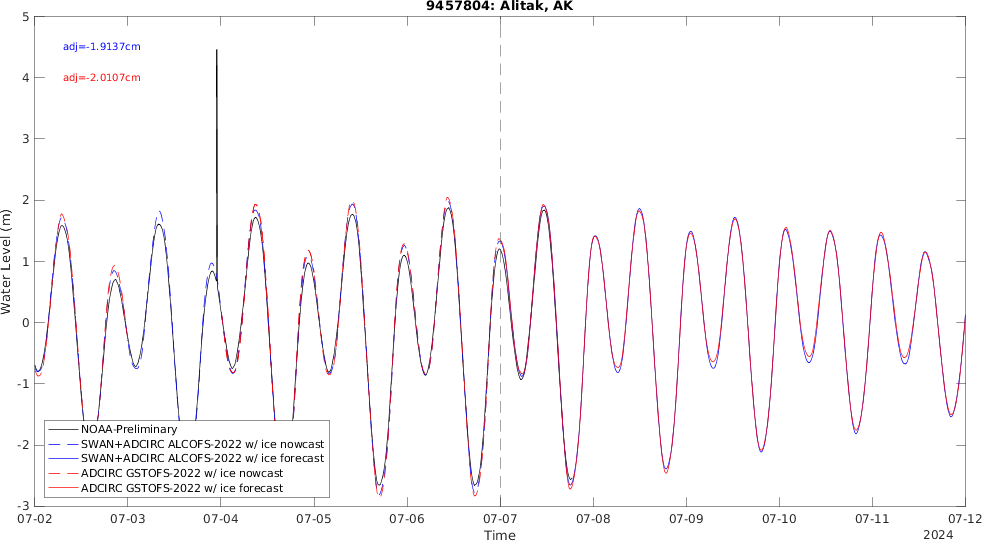 9457804: Alitak, AK
5
4
3
2
1
0
-1
-2
-3
Water Level (m)
adj=-1.9137cm
adj=-2.0107cm
NOAA-Preliminary
SWAN+ADCIRC ALCOFS-2022 w/ ice nowcast
SWAN+ADCIRC ALCOFS-2022 w/ ice forecast
ADCIRC GSTOFS-2022 w/ ice nowcast
ADCIRC GSTOFS-2022 w/ ice forecast
07-02 07-03 07-04 07-05 07-06 07-07 07-08 07-09 07-10 07-11 07-12
Time
2024